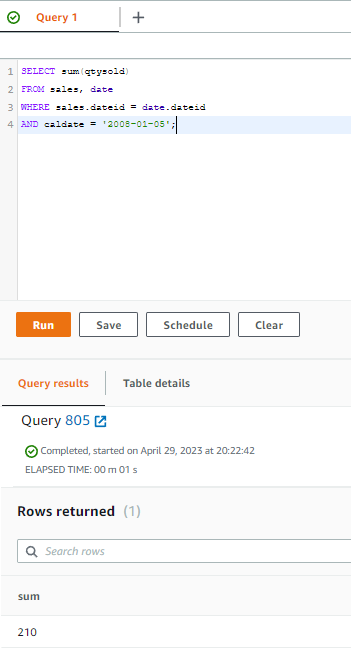 Query 1 +
1 SELECT sum(qtysold)
2 FROM sales, date
3 WHERE sales.dateid = date.dateid
4 AND caldate = '2008-01-05';
Run Save Schedule Clear
Query results Table details
Query 805
Completed, started on April 29, 2023 at 20:22:42
ELAPSED TIME: 00 m 01 s
Rows returned (1)
Search rows
sum
210